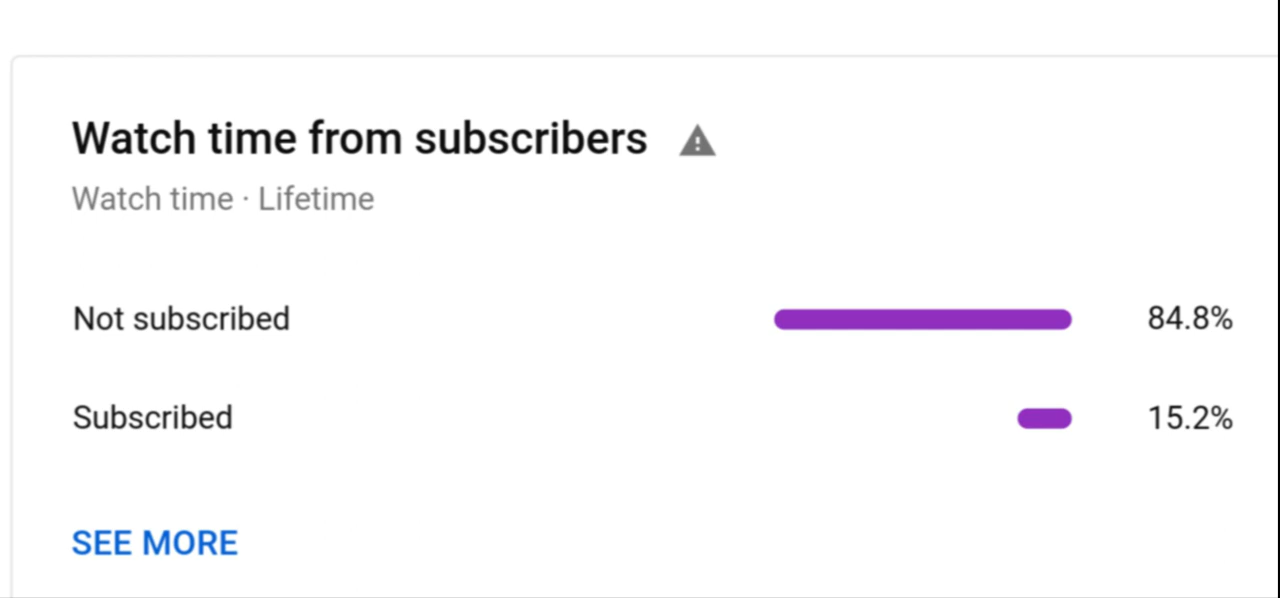 Watch time from subscribers
Watch time · Lifetime
Not subscribed 84.8%
Subscribed 15.2%
SEE MORE